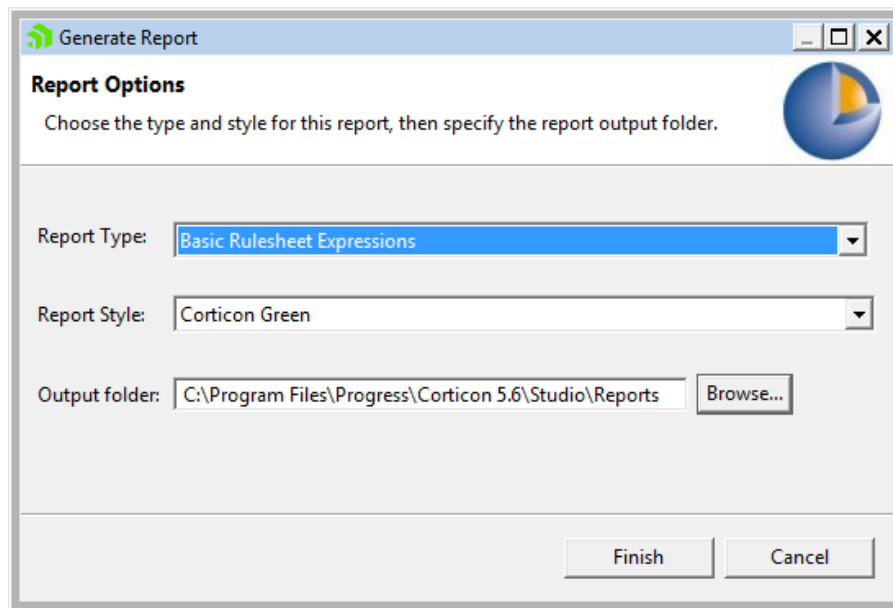 Generate Report
Report Options
Choose the type and style for this report, then specify the report output folder.
Report Type: Basic Rulesheet Expressions
Report Style: Corticon Green
Output folder: C:\Program Files\Progress\Corticon 5.6\Studio\Reports Browse...
Finish Cancel